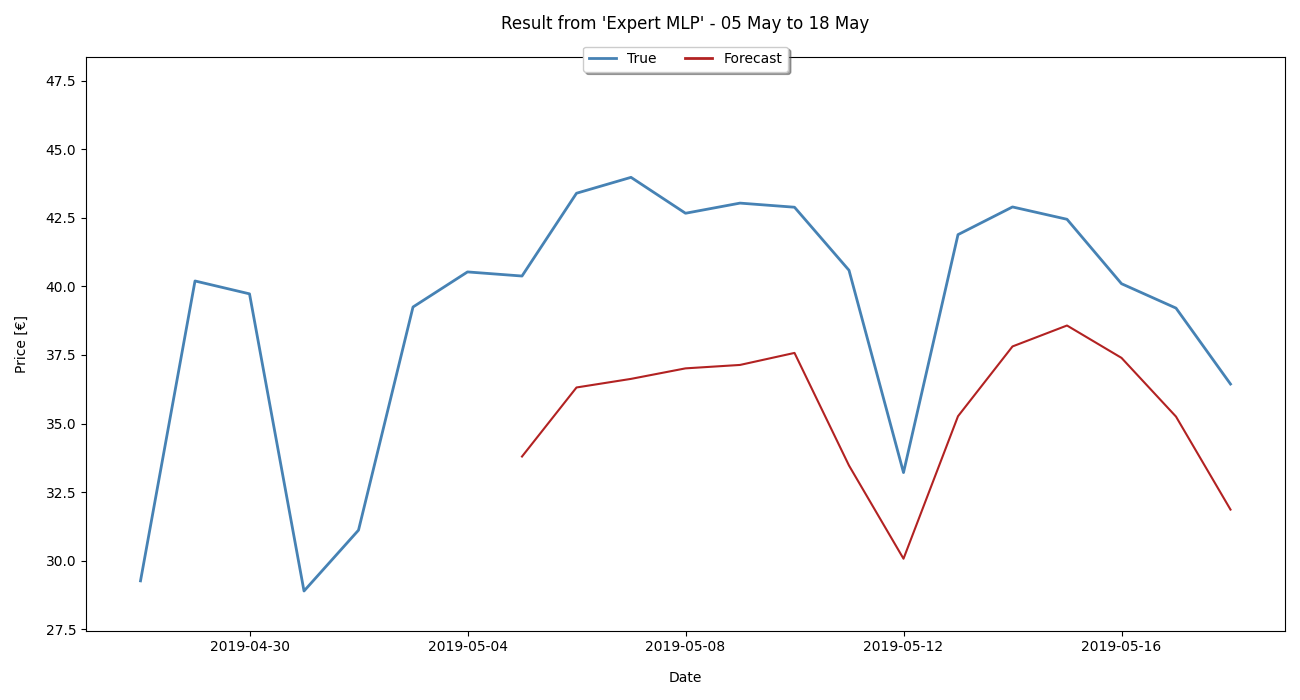 Result from 'Expert MLP' - 05 May to 18 May
True Forecast
47.5
45.0
42.5
40.0
37.5
35.0
32.5
30.0
27.5
Price [€]
2019-04-30 2019-05-04 2019-05-08 2019-05-12 2019-05-16
Date